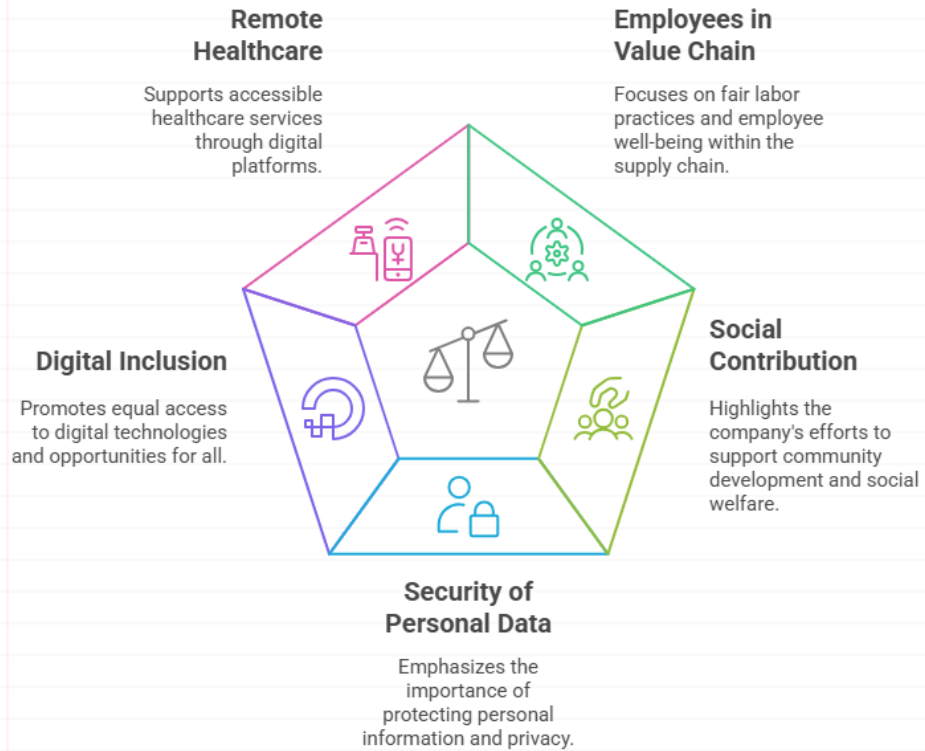 Remote
Healthcare
Supports accessible
healthcare services
through digital
platforms.
Employees in
Value Chain
Focuses on fair labor
practices and employee
well-being within the
supply chain.
Digital Inclusion
Promotes equal access
to digital technologies
and opportunities for all.
Social
Contribution
Highlights the
company's efforts to
support community
development and social
welfare.
Security of
Personal Data
Emphasizes the
importance of
protecting personal
information and privacy.